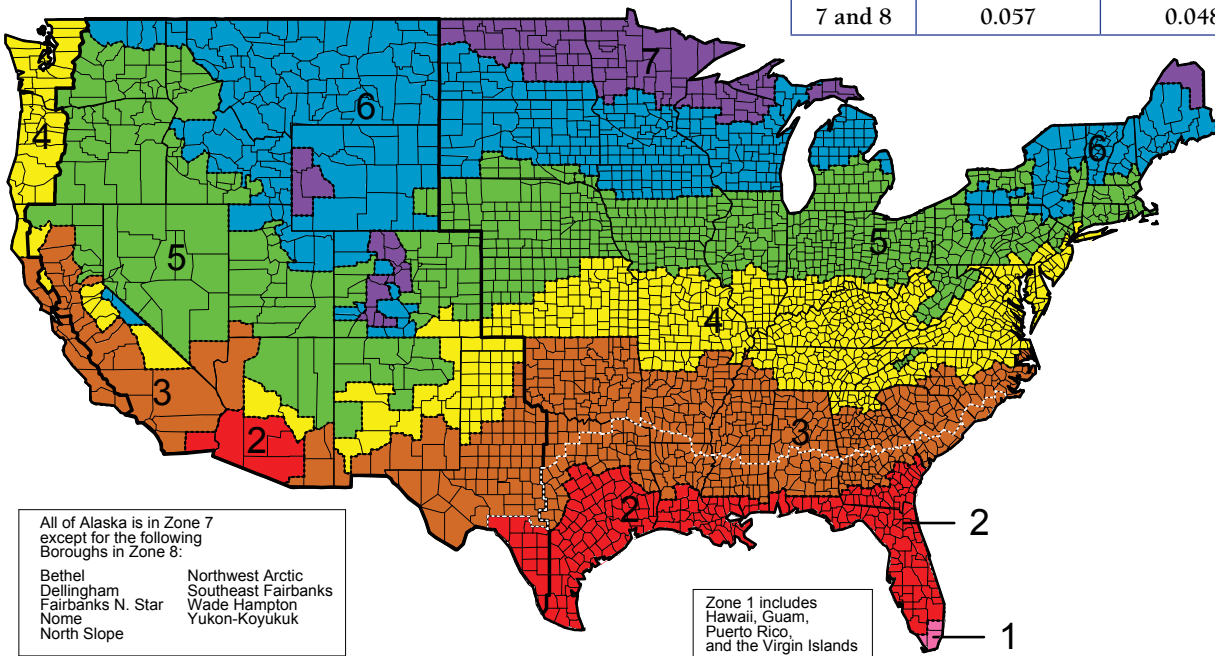 7 and 8 0.057 0.048
7
6
4
6
5
5
4
3
3
2
2
2
1
All of Alaska is in Zone 7
except for the following
Boroughs in Zone 8:
Bethel Northwest Arctic
Dellingham Southeast Fairbanks
Fairbanks N. Star Wade Hampton
Nome Yukon-Koyukuk
North Slope
Zone 1 includes
Hawaii, Guam,
Puerto Rico,
and the Virgin Islands